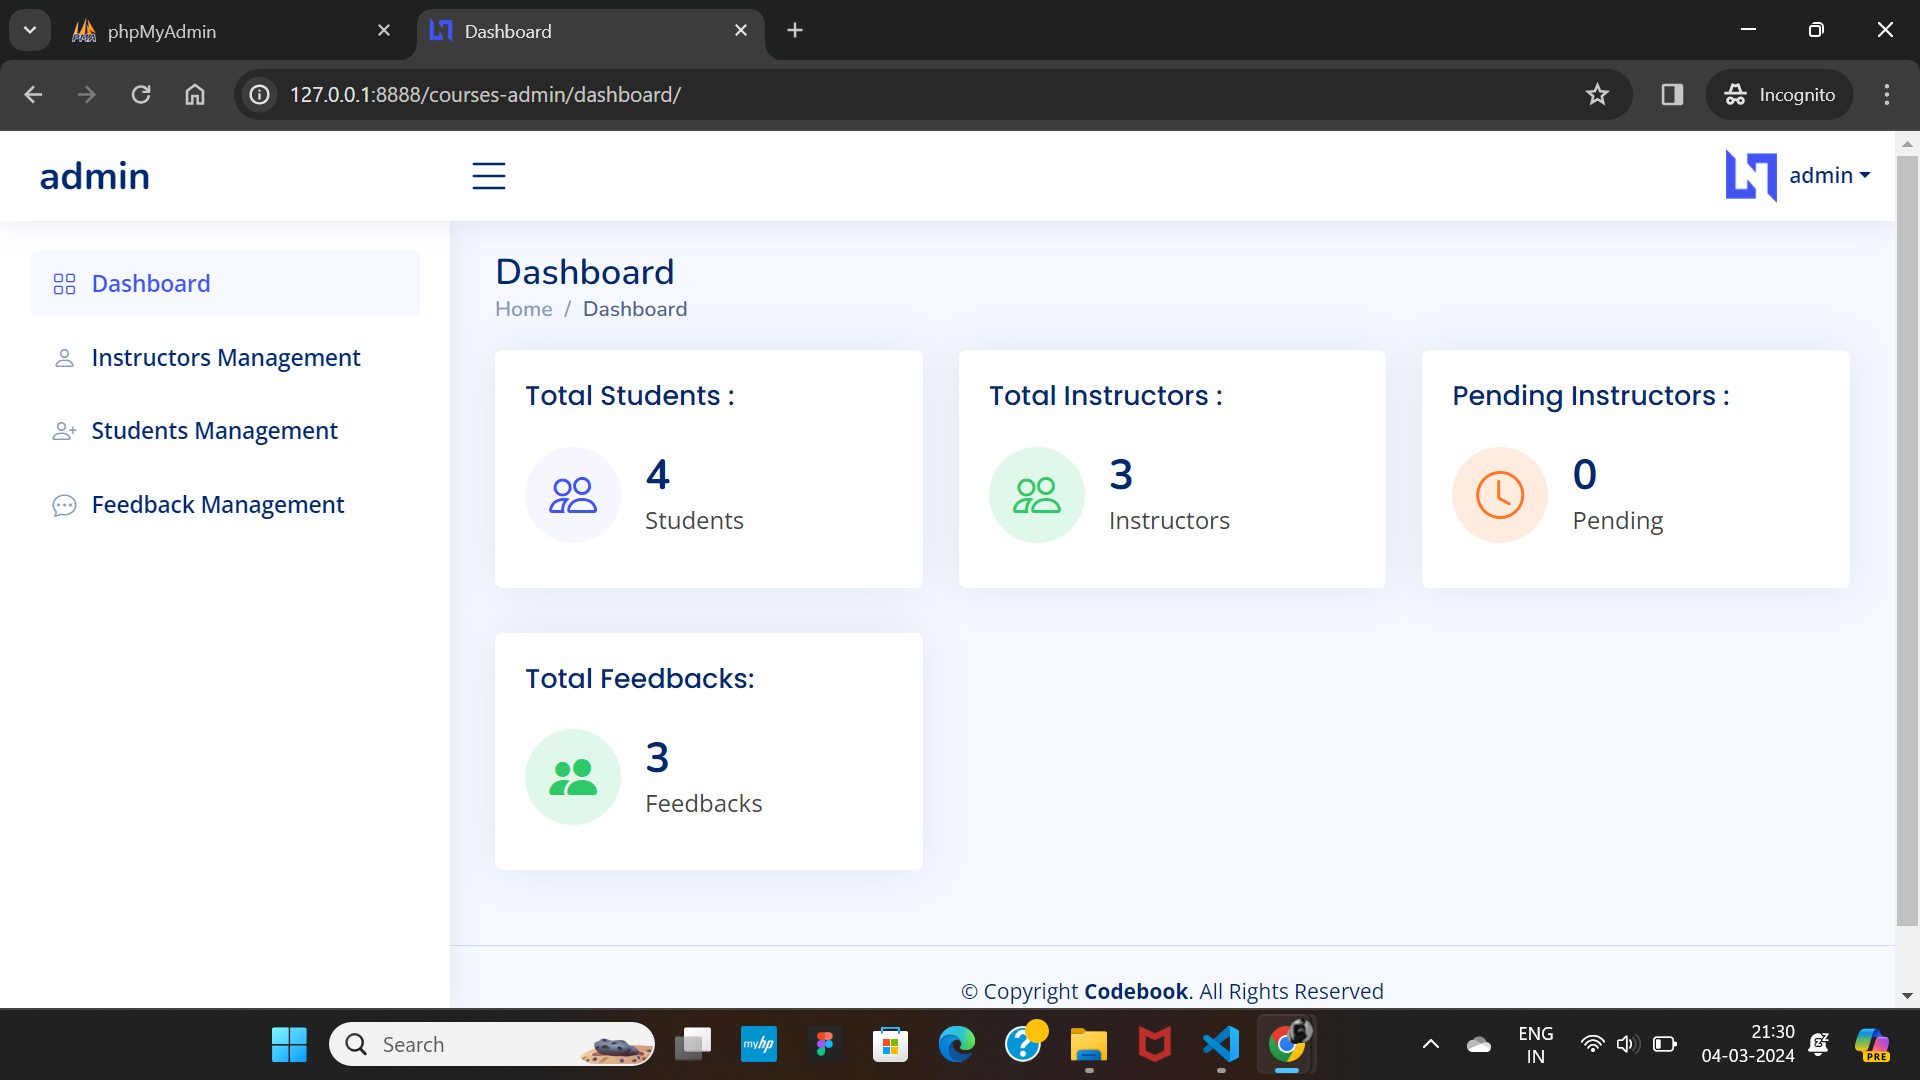 phpMyAdmin
Dashboard
127.0.0.1:8888/courses-admin/dashboard/
Incognito
admin
admin
Dashboard
Instructors Management
Students Management
Feedback Management
Dashboard
Home / Dashboard
Total Students :
4
Students
Total Instructors :
3
Instructors
Pending Instructors :
0
Pending
Total Feedbacks:
3
Feedbacks
© Copyright Codebook. All Rights Reserved
Search
myhp
ENG
IN
21:30
04-03-2024
PRE